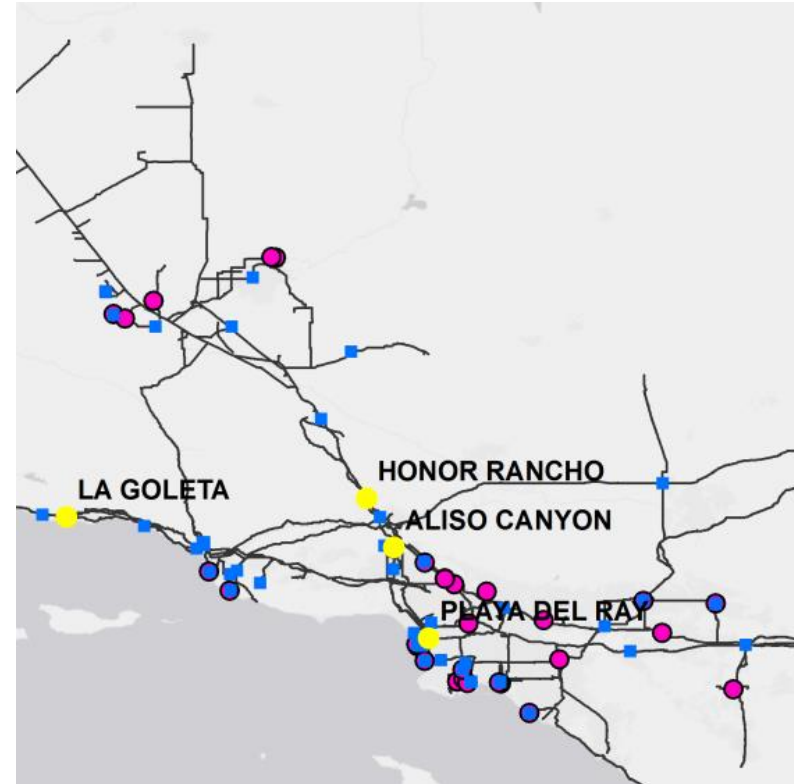 HONOR RANCHO
LA GOLETA
ALISO CANYON
PLAYA DEL RAY